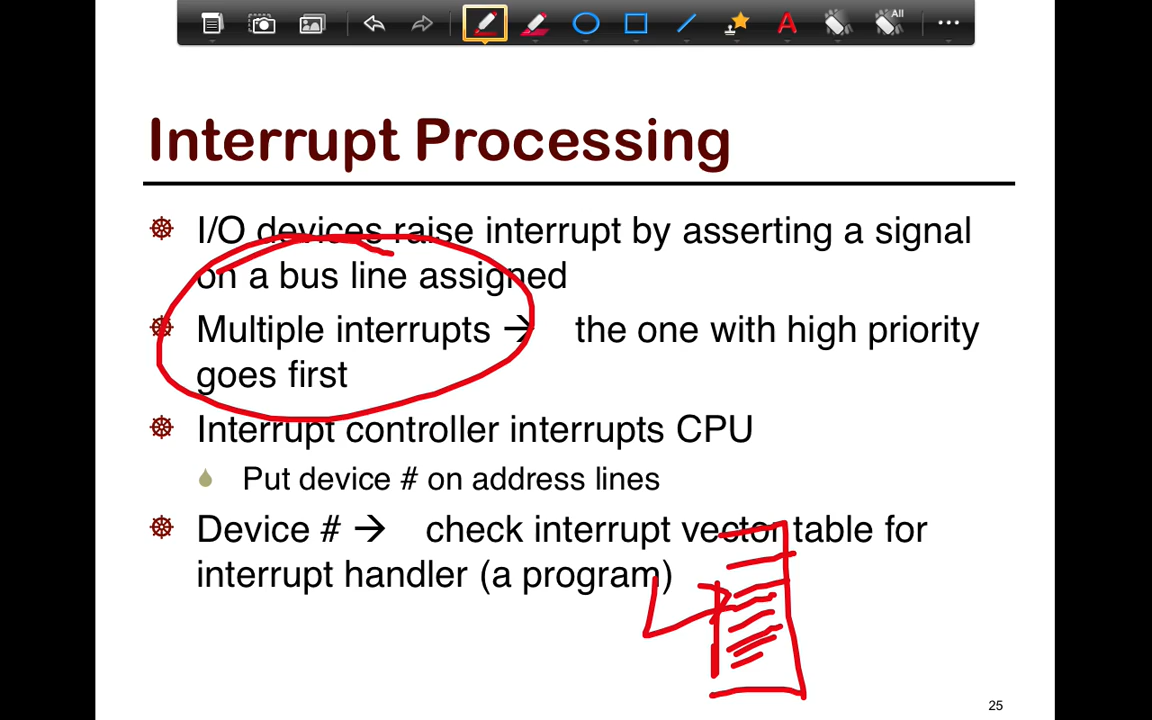 All
A
Interrupt Processing
I/O devices raise interrupt by asserting a signal
on a bus line assigned
Multiple interrupts → the one with high priority
goes first
Interrupt controller interrupts CPU
Put device # on address lines
Device # → check interrupt vector table for
interrupt handler (a program)
25